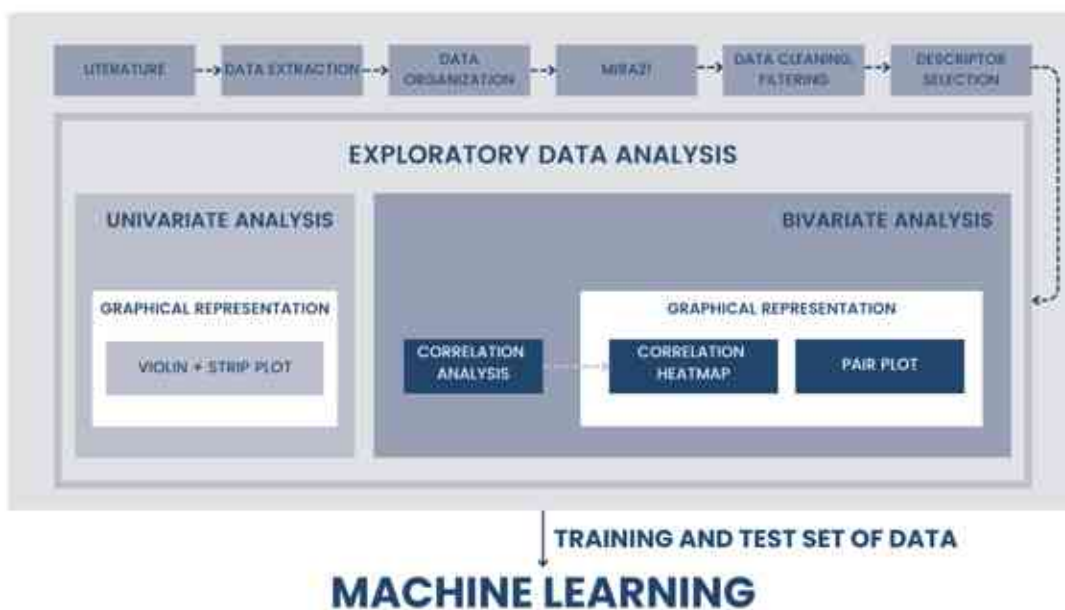 LITERATURE
DATA EXTRACTION
DATA
ORGANIZATION
MIRA21
DATA CLEANING,
FILTERING
DESCRIPTOR
SELECTION
EXPLORATORY DATA ANALYSIS
UNIVARIATE ANALYSIS
GRAPHICAL REPRESENTATION
VIOLIN + STRIP PLOT
BIVARIATE ANALYSIS
CORRELATION
ANALYSIS
GRAPHICAL REPRESENTATION
CORRELATION
HEATMAP
PAIR PLOT
TRAINING AND TEST SET OF DATA
MACHINE LEARNING